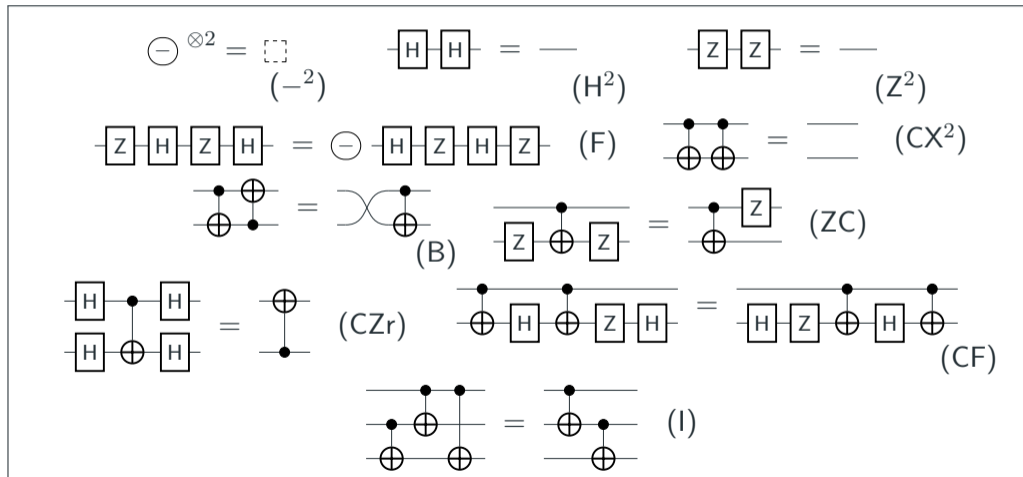 − ⊗2 = (−²)
H H = (H²)
Z Z = (Z²)
Z H Z H = − H Z H Z (F)
= (CX²)
= (B)
Z Z = Z (ZC)
H H H H = (CZr)
H Z H = H Z H (CF)
= (I)